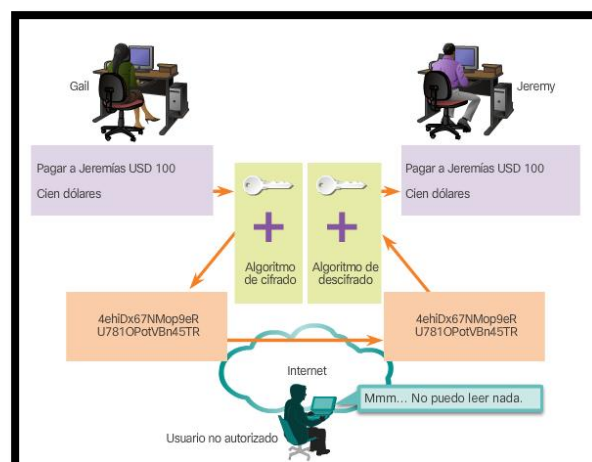 Gail
Jeremy
Pagar a Jeremías USD 100
Cien dólares
Pagar a Jeremías USD 100
Cien dólares
Algoritmo
de cifrado
Algoritmo de
descifrado
4ehiDx67NMop9eR
U781OPotVBn45TR
4ehiDx67NMop9eR
U781OPotVBn45TR
Internet
Mmm... No puedo leer nada.
Usuario no autorizado